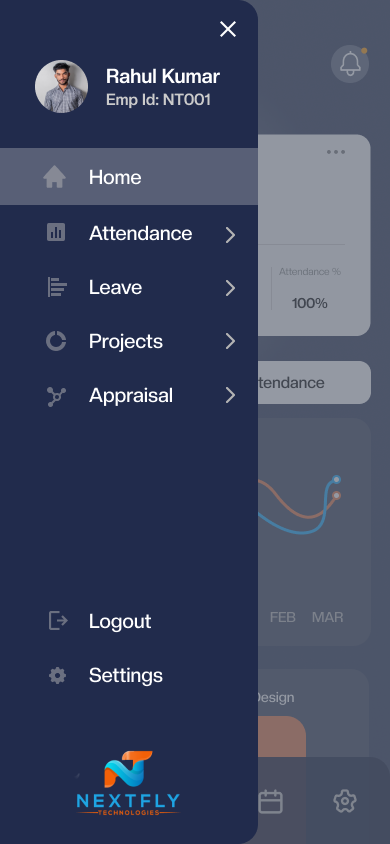 Rahul Kumar
Emp Id: NT001
Home
Attendance
Leave
Projects
Appraisal
Attendance %
100%
tendance
FEB MAR
Design
Logout
Settings
NEXTFLY
TECHNOLOGIES